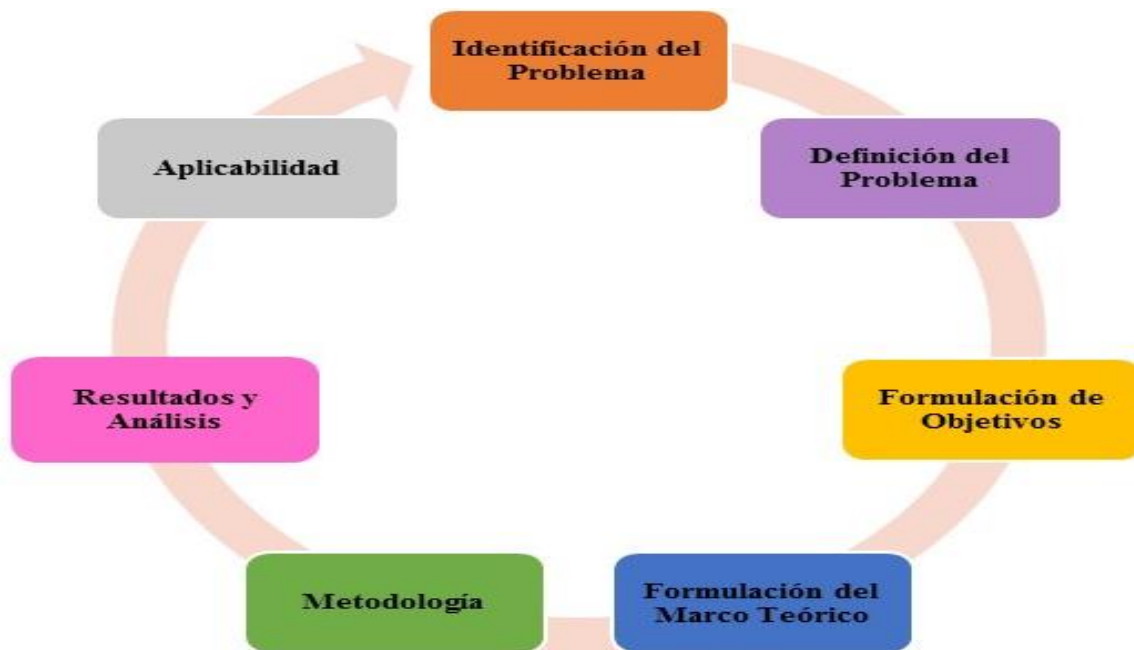 Identificación del
Problema
Definición del
Problema
Formulación de
Objetivos
Formulación del
Marco Teórico
Metodología
Resultados y
Análisis
Aplicabilidad